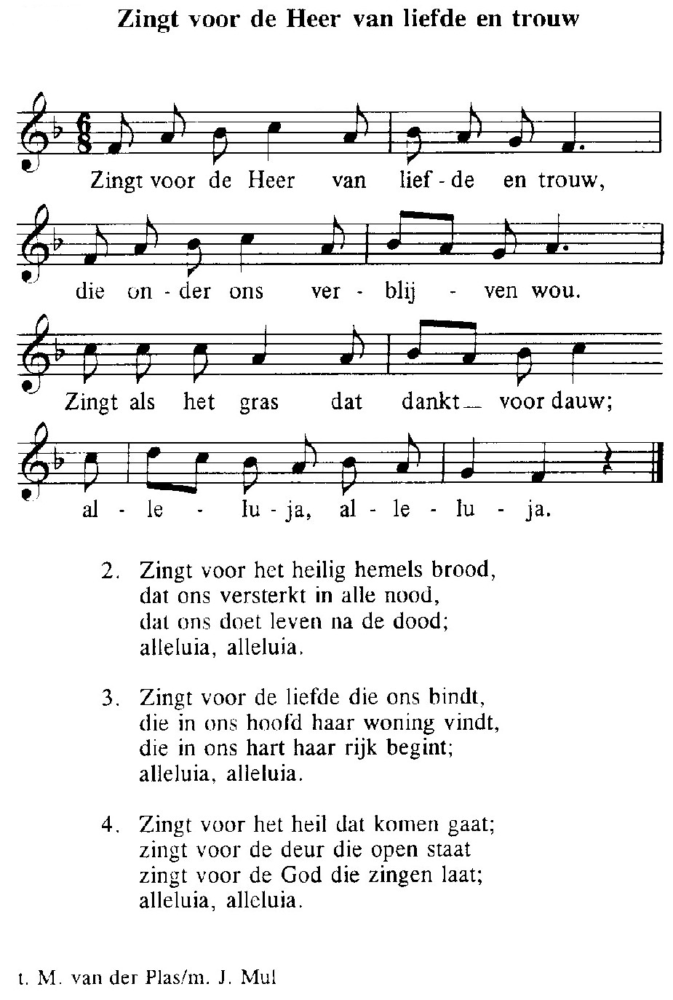 Zingt voor de Heer van liefde en trouw
6
8
Zingt voor de Heer van lief - de en trouw,
die on - der ons ver - blij - ven wou.
Zingt als het gras dat dankt_ voor dauw;
al - le - lu - ja, al - le - lu - ja.
2. Zingt voor het heilig hemels brood,
dat ons versterkt in alle nood,
dat ons doet leven na de dood;
alleluia, alleluia.
3. Zingt voor de liefde die ons bindt,
die in ons hoofd haar woning vindt,
die in ons hart haar rijk begint;
alleluia, alleluia.
4. Zingt voor het heil dat komen gaat;
zingt voor de deur die open staat
zingt voor de God die zingen laat;
alleluia, alleluia.
t. M. van der Plas/m. J. Mul